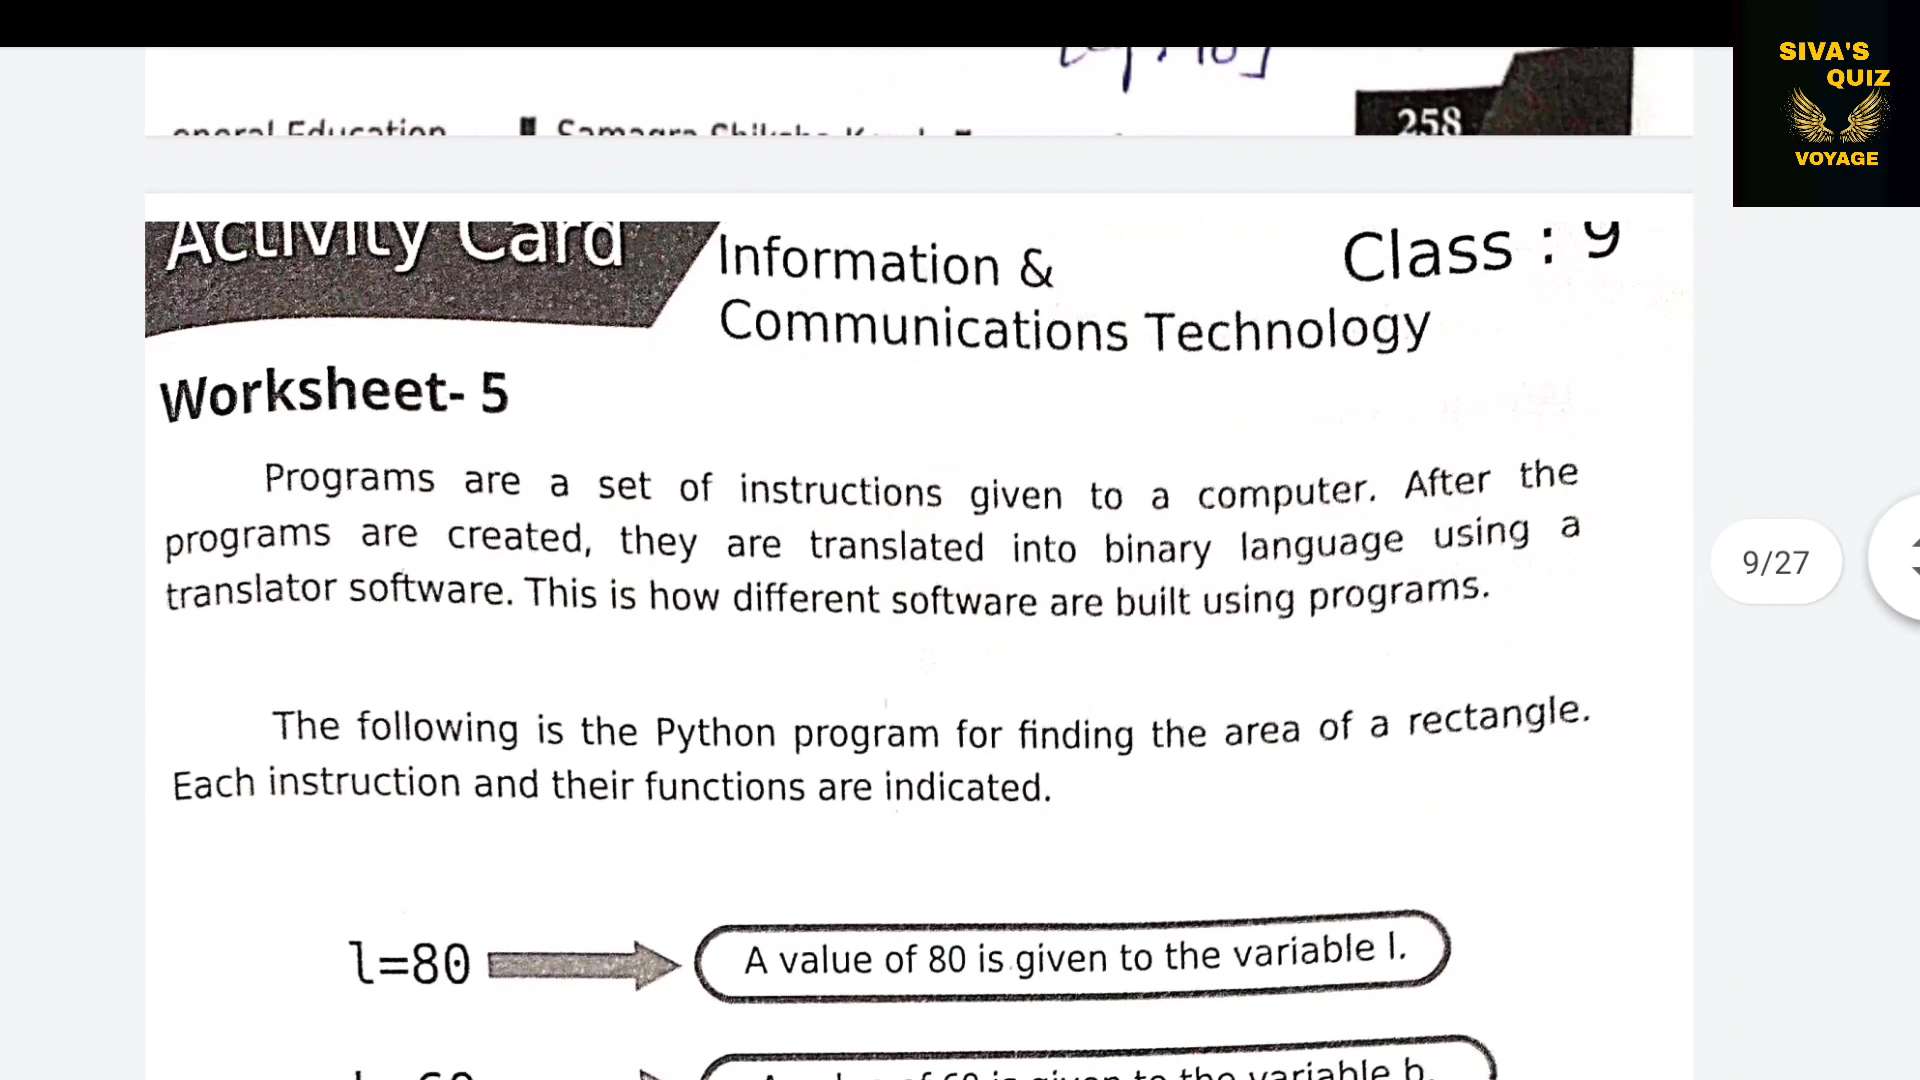 258
SIVA'S
QUIZ
VOYAGE
Activity Card
Information &
Communications Technology
Class : 9
Worksheet- 5
Programs are a set of instructions given to a computer. After the
programs are created, they are translated into binary language using a
translator software. This is how different software are built using programs.
The following is the Python program for finding the area of a rectangle.
Each instruction and their functions are indicated.
9/27
l=80
A value of 80 is given to the variable l.
variable b.